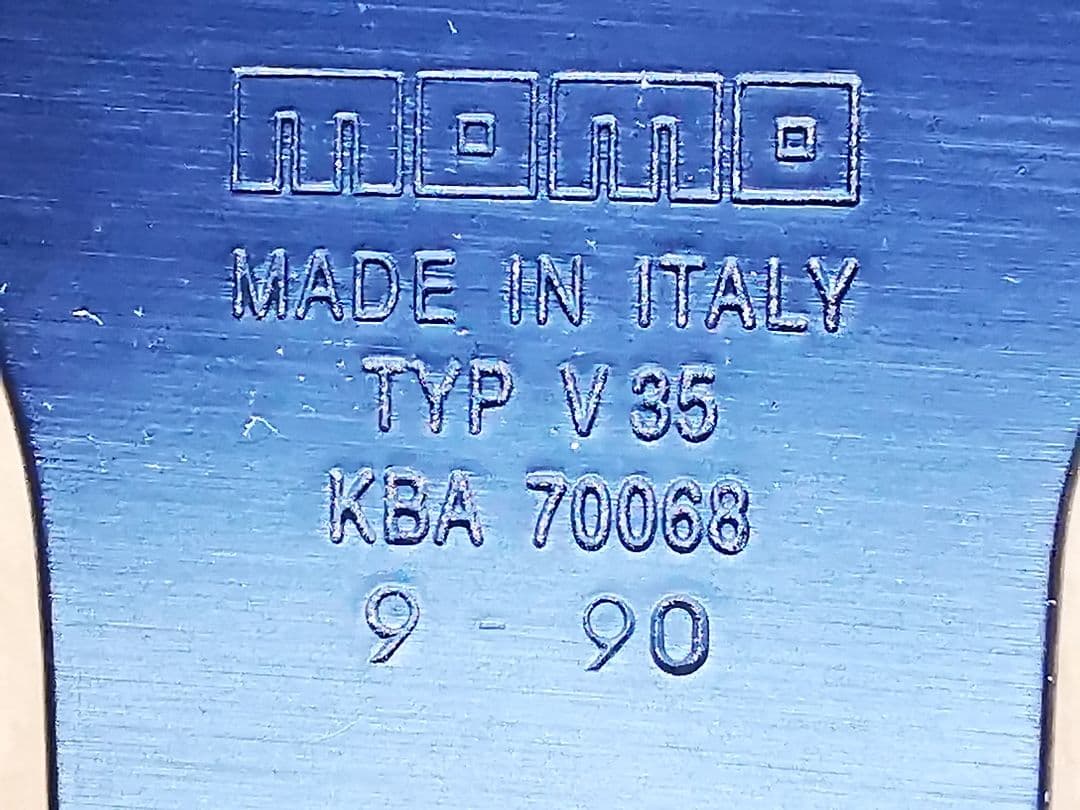 momo
MADE IN ITALY
TYP V 35
KBA 70068
9 - 90